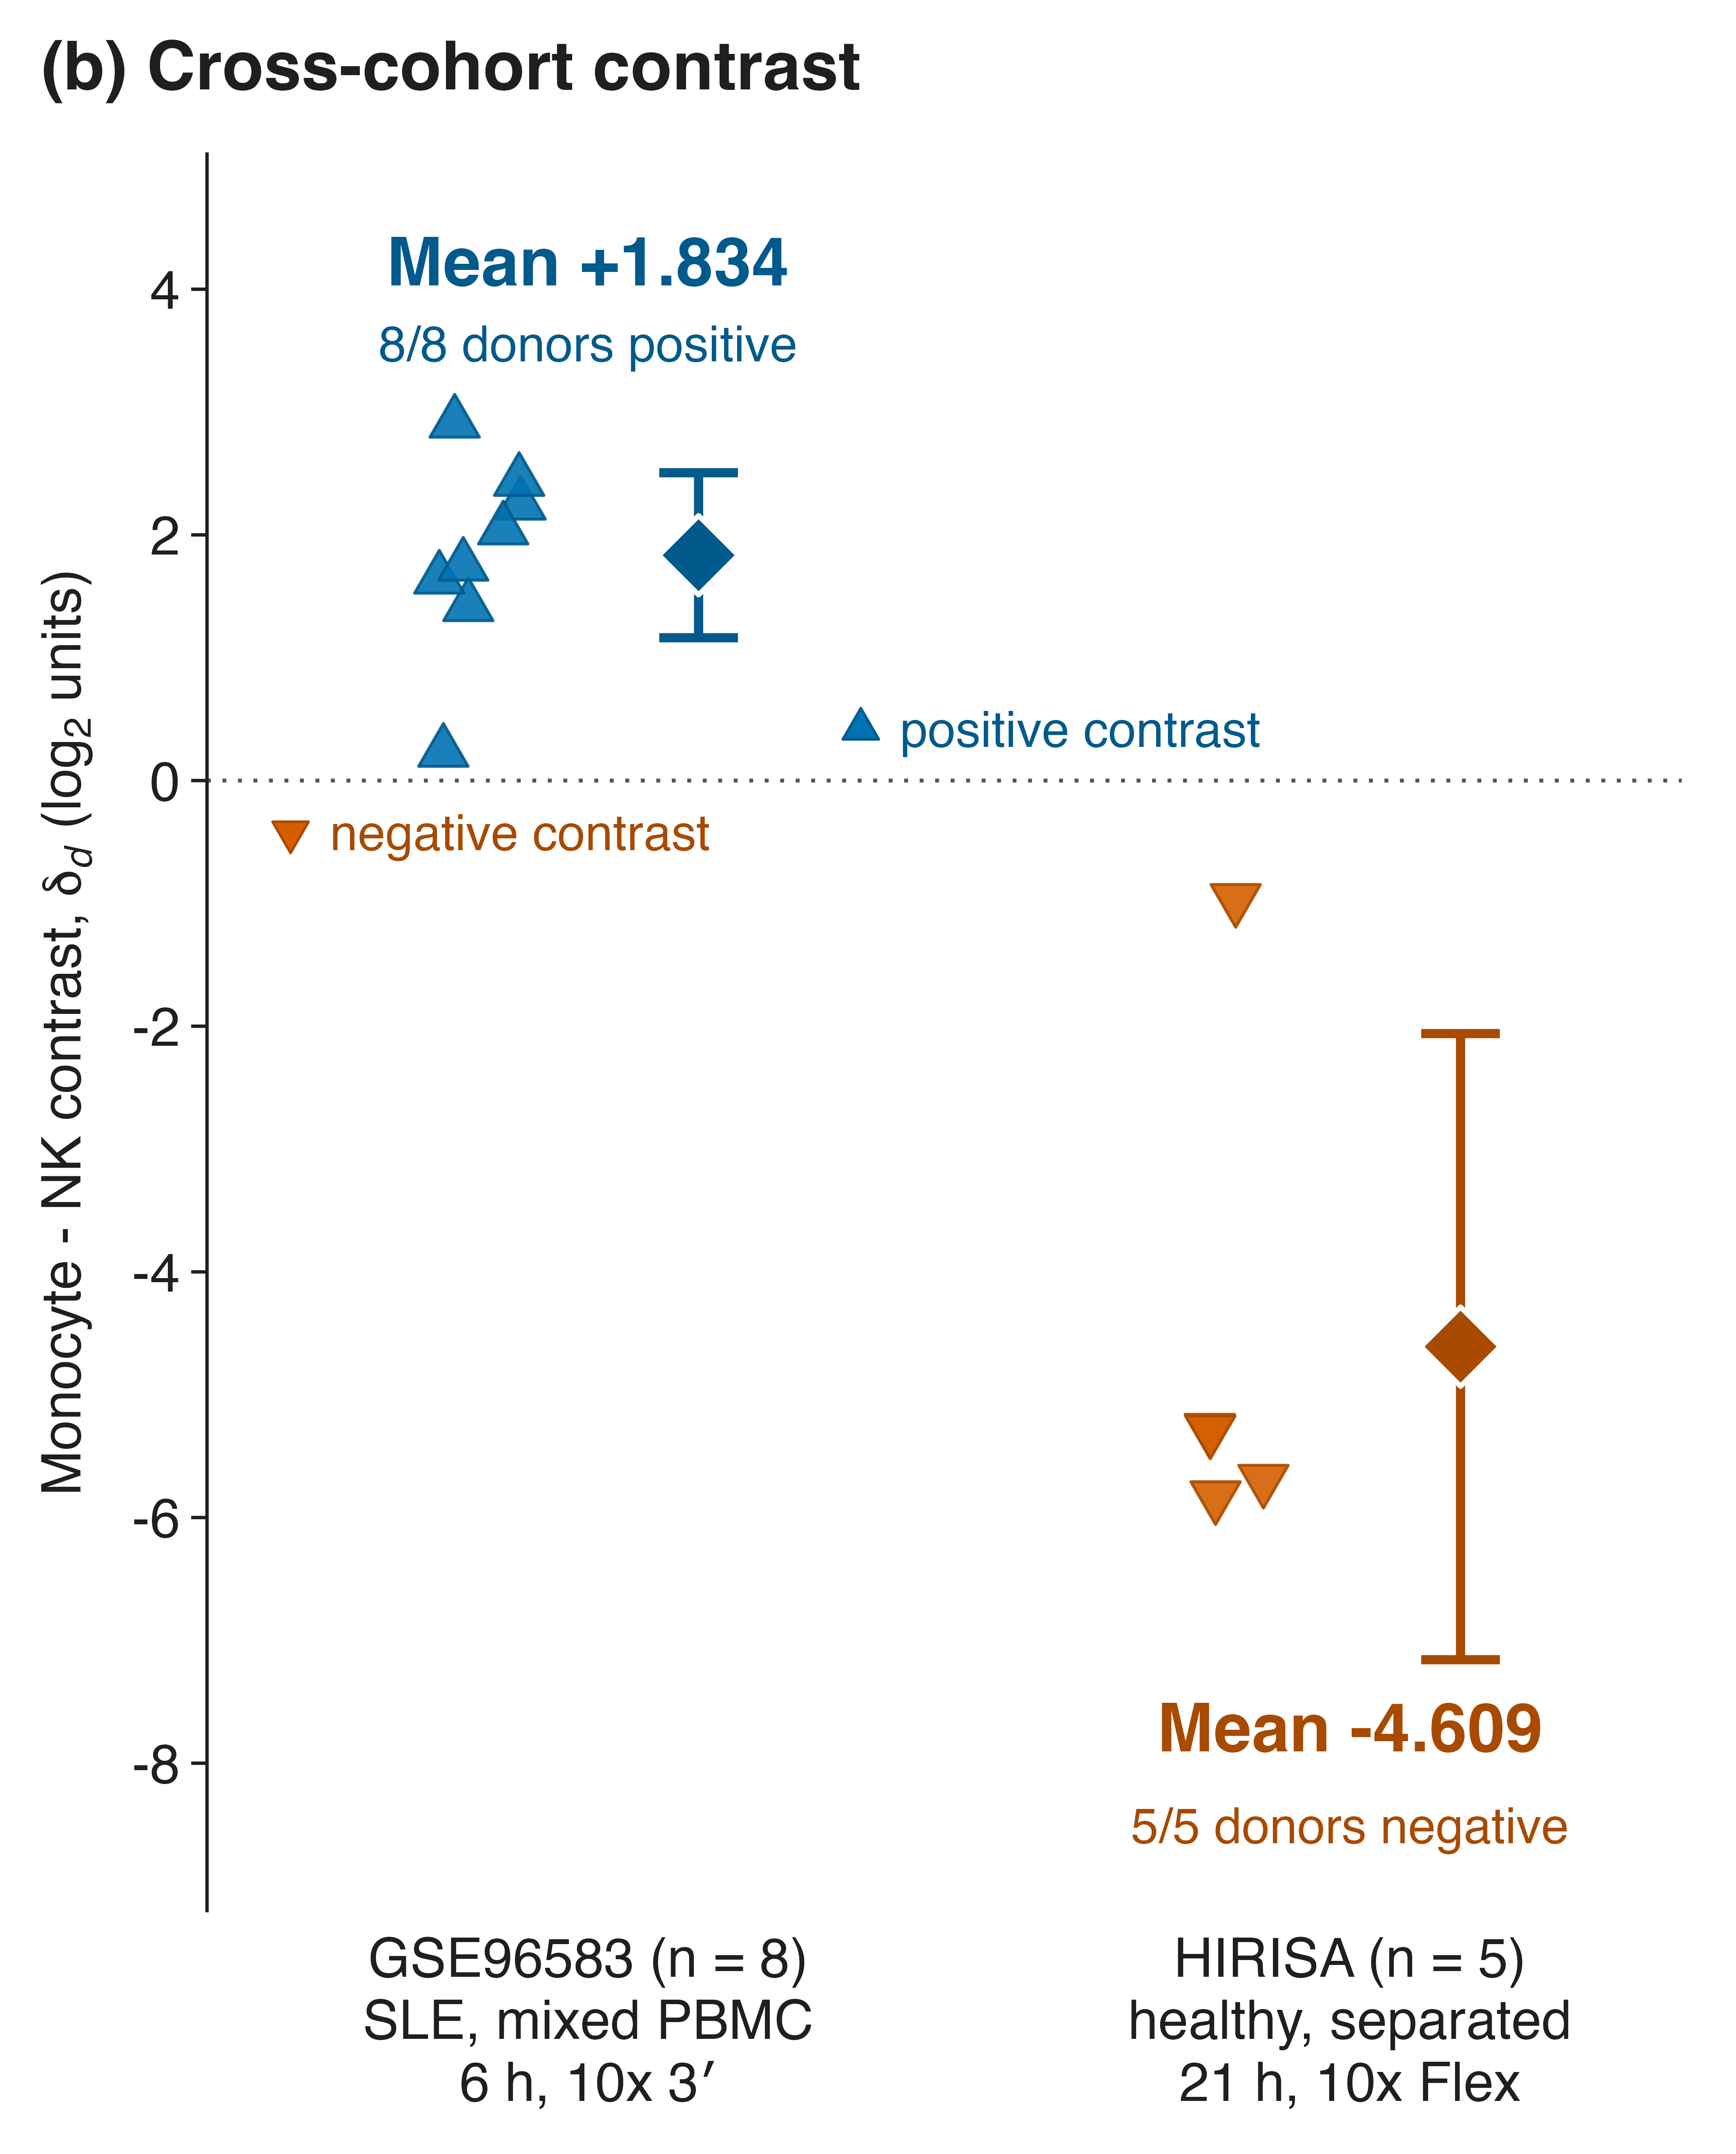 (b) Cross-cohort contrast
Mean +1.834
8/8 donors positive
4
2
0
-2
-4
-6
-8
Monocyte - NK contrast, δd (log2 units)
positive contrast
negative contrast
Mean -4.609
5/5 donors negative
GSE96583 (n = 8)
SLE, mixed PBMC
6 h, 10x 3′
HIRISA (n = 5)
healthy, separated
21 h, 10x Flex